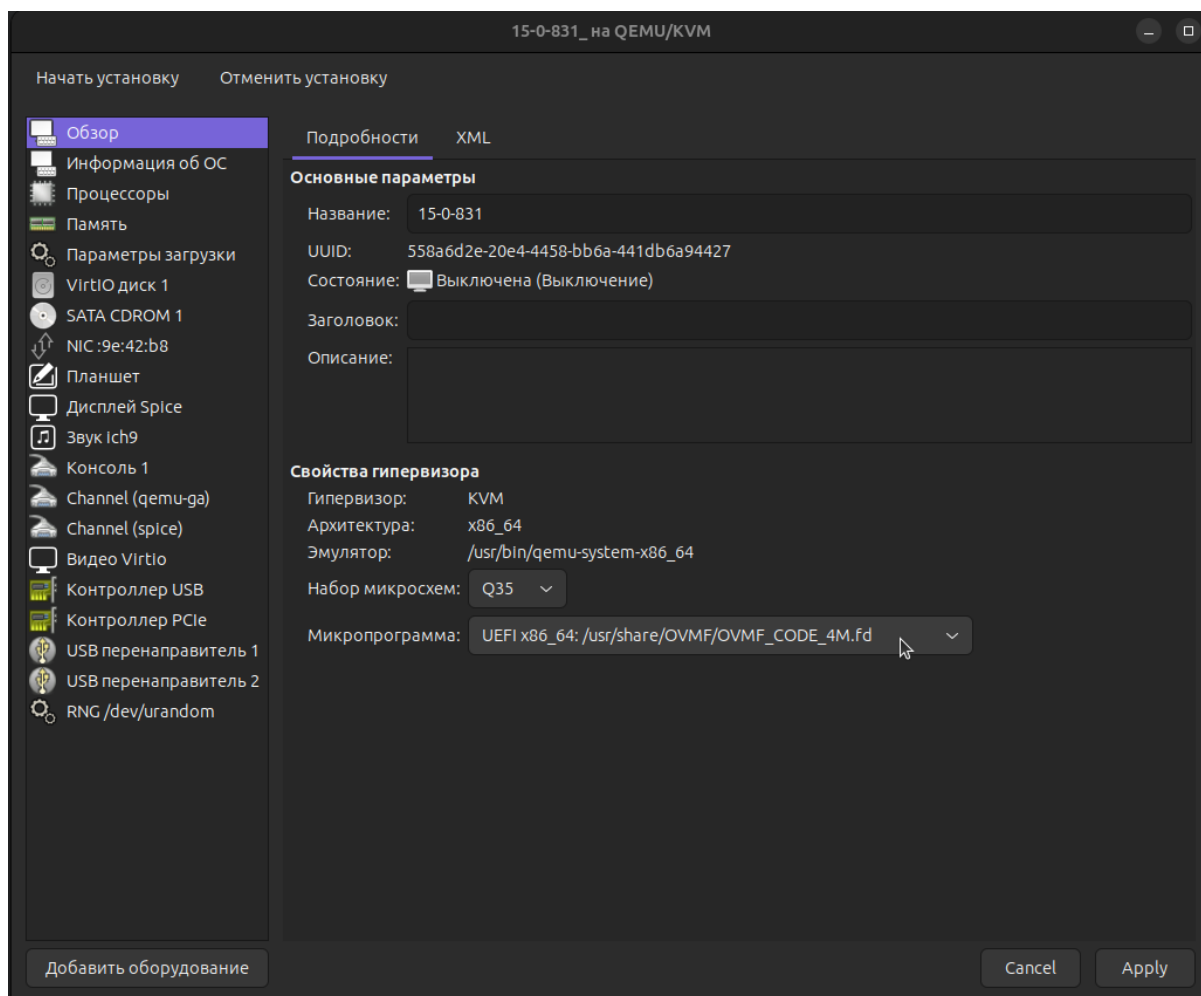 15-0-831_ на QEMU/KVM
Начать установку Отменить установку
Обзор
Информация об ОС
Процессоры
Память
Параметры загрузки
VirtIO диск 1
SATA CDROM 1
NIC :9e:42:b8
Планшет
Дисплей Spice
Звук ich9
Консоль 1
Channel (qemu-ga)
Channel (spice)
Видео Virtio
Контроллер USB
Контроллер PCIe
USB перенаправитель 1
USB перенаправитель 2
RNG /dev/urandom
Добавить оборудование
Подробности XML
Основные параметры
Название: 15-0-831
UUID: 558a6d2e-20e4-4458-bb6a-441db6a94427
Состояние: Выключена (Выключение)
Заголовок:
Описание:
Свойства гипервизора
Гипервизор: KVM
Архитектура: x86_64
Эмулятор: /usr/bin/qemu-system-x86_64
Набор микросхем: Q35
Микропрограмма: UEFI x86_64: /usr/share/OVMF/OVMF_CODE_4M.fd
Cancel Apply